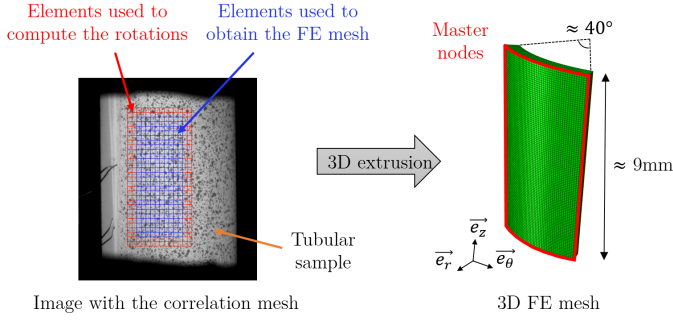 Elements used to
compute the rotations
Elements used to
obtain the FE mesh
Tubular
sample
Image with the correlation mesh
3D extrusion
Master
nodes
≈ 40°
≈ 9mm
e_z
e_r
e_θ
3D FE mesh